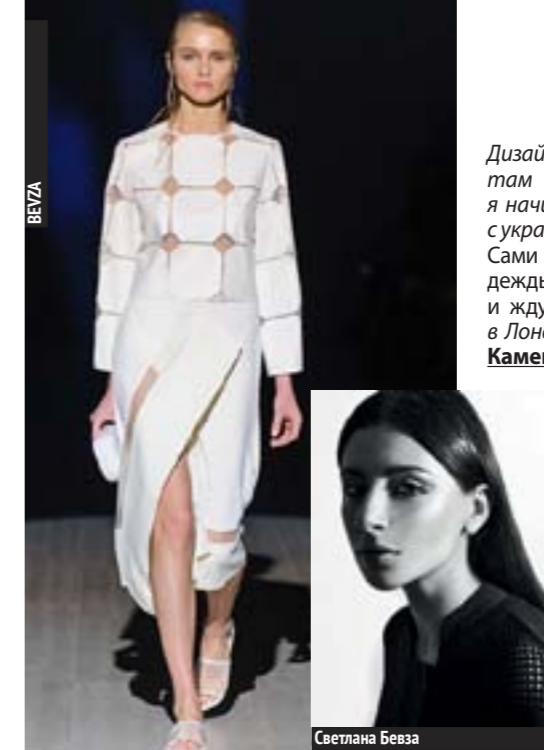 BEVZA
Дизай
там
я начи
с укра
Сами
дежды
и жду
в Лон
Камен
Светлана Бевза